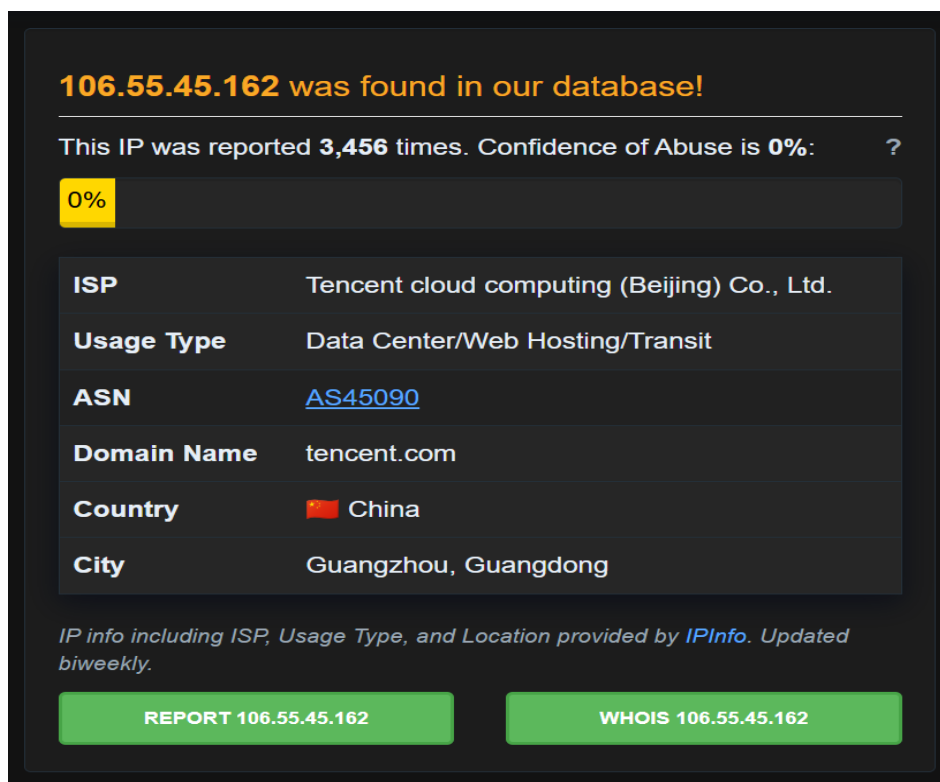 106.55.45.162 was found in our database!
This IP was reported 3,456 times. Confidence of Abuse is 0%: ?
0%
ISP Tencent cloud computing (Beijing) Co., Ltd.
Usage Type Data Center/Web Hosting/Transit
ASN AS45090
Domain Name tencent.com
Country China
City Guangzhou, Guangdong
IP info including ISP, Usage Type, and Location provided by IPInfo. Updated
biweekly.
REPORT 106.55.45.162 WHOIS 106.55.45.162